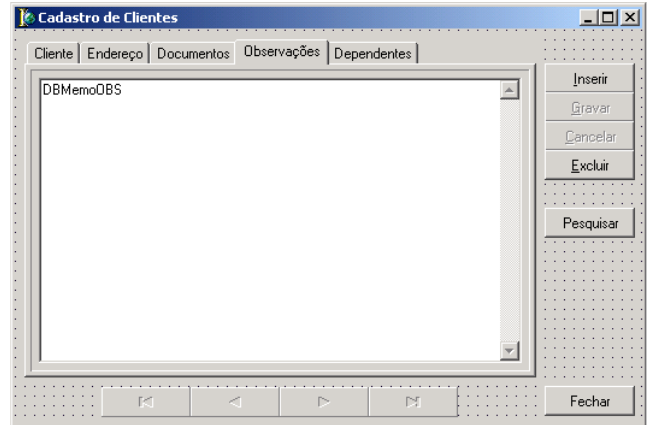 Cadastro de Clientes
Cliente Endereço Documentos Observações Dependentes
DBMemoOBS
Inserir
Gravar
Cancelar
Excluir
Pesquisar
Fechar